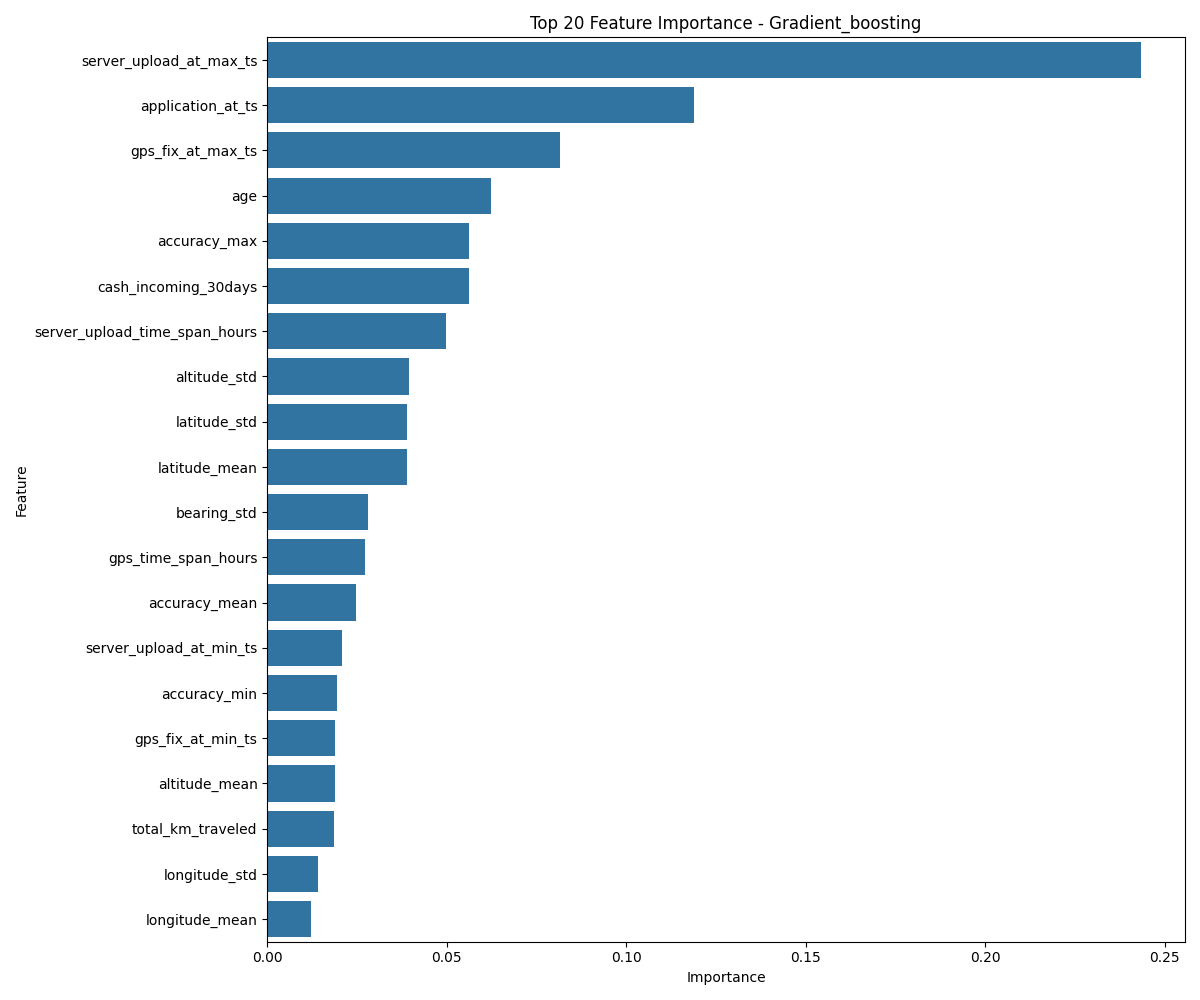 Top 20 Feature Importance - Gradient_boosting
server_upload_at_max_ts
application_at_ts
gps_fix_at_max_ts
age
accuracy_max
cash_incoming_30days
server_upload_time_span_hours
altitude_std
latitude_std
latitude_mean
bearing_std
gps_time_span_hours
accuracy_mean
server_upload_at_min_ts
accuracy_min
gps_fix_at_min_ts
altitude_mean
total_km_traveled
longitude_std
longitude_mean
Feature
0.00 0.05 0.10 0.15 0.20 0.25
Importance